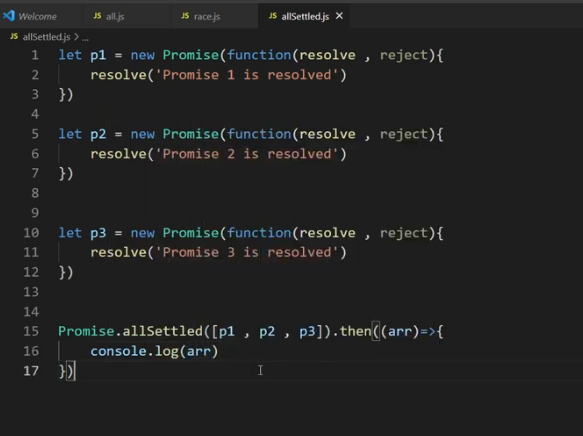 Welcome JS all.js JS race.js JS allSettled.js ×
JS allSettled.js > ...
1 let p1 = new Promise(function(resolve , reject){
2     resolve('Promise 1 is resolved')
3 })
4
5 let p2 = new Promise(function(resolve , reject){
6     resolve('Promise 2 is resolved')
7 })
8
9
10 let p3 = new Promise(function(resolve , reject){
11     resolve('Promise 3 is resolved')
12 })
13
14
15 Promise.allSettled([p1 , p2 , p3]).then((arr)=>{
16     console.log(arr)
17 })